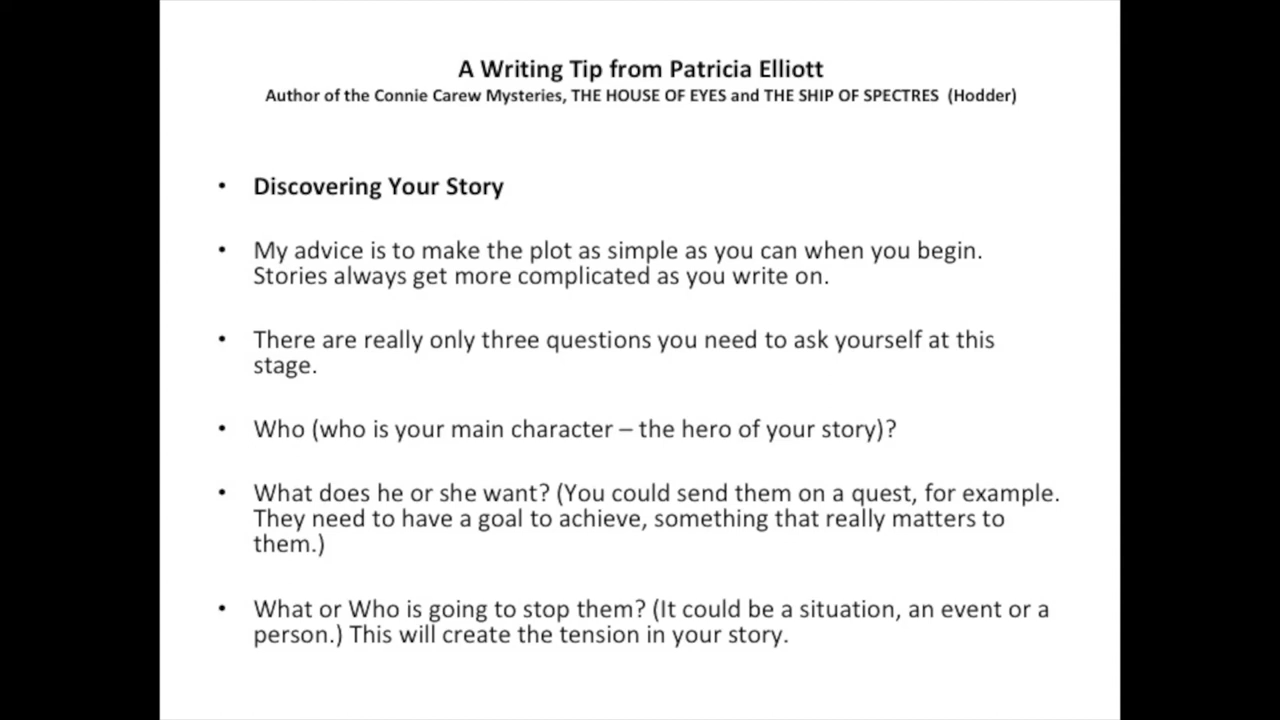 A Writing Tip from Patricia Elliott
Author of the Connie Carew Mysteries, THE HOUSE OF EYES and THE SHIP OF SPECTRES (Hodder)
• Discovering Your Story
• My advice is to make the plot as simple as you can when you begin.
Stories always get more complicated as you write on.
• There are really only three questions you need to ask yourself at this
stage.
• Who (who is your main character – the hero of your story)?
• What does he or she want? (You could send them on a quest, for example.
They need to have a goal to achieve, something that really matters to
them.)
• What or Who is going to stop them? (It could be a situation, an event or a
person.) This will create the tension in your story.